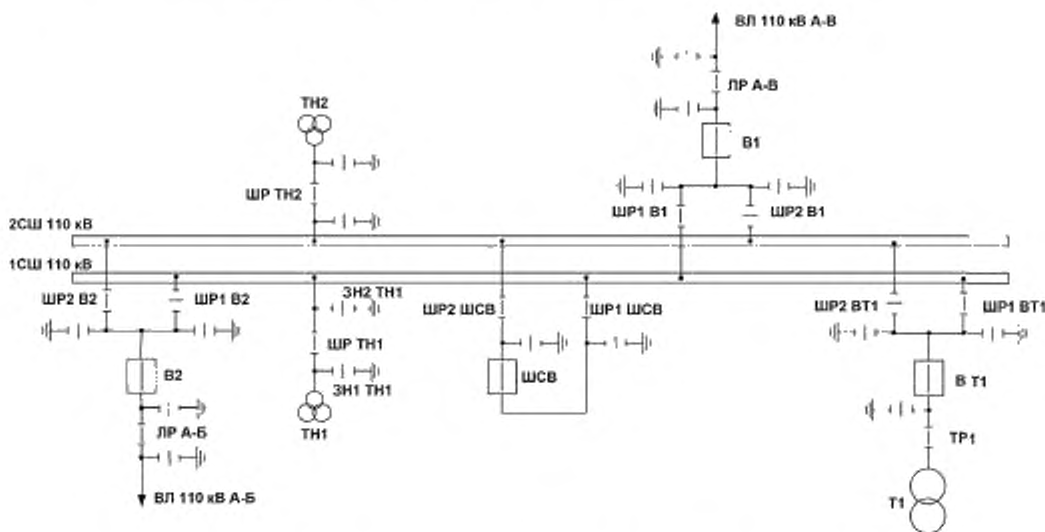 ВЛ 110 кВ А-В
ЛР А-В
ТН2
В1
ШР ТН2
ШР1 В1
ШР2 В1
2СШ 110 кВ
1СШ 110 кВ
ШР2 В2
ШР1 В2
ЗН2 ТН1
ШР2 ШСВ
ШР1 ШСВ
ШР2 ВТ1
ШР1 ВТ1
ШР ТН1
В2
ШСВ
В Т1
ЗН1 ТН1
ТН1
ЛР А-Б
ТР1
ВЛ 110 кВ А-Б
Т1